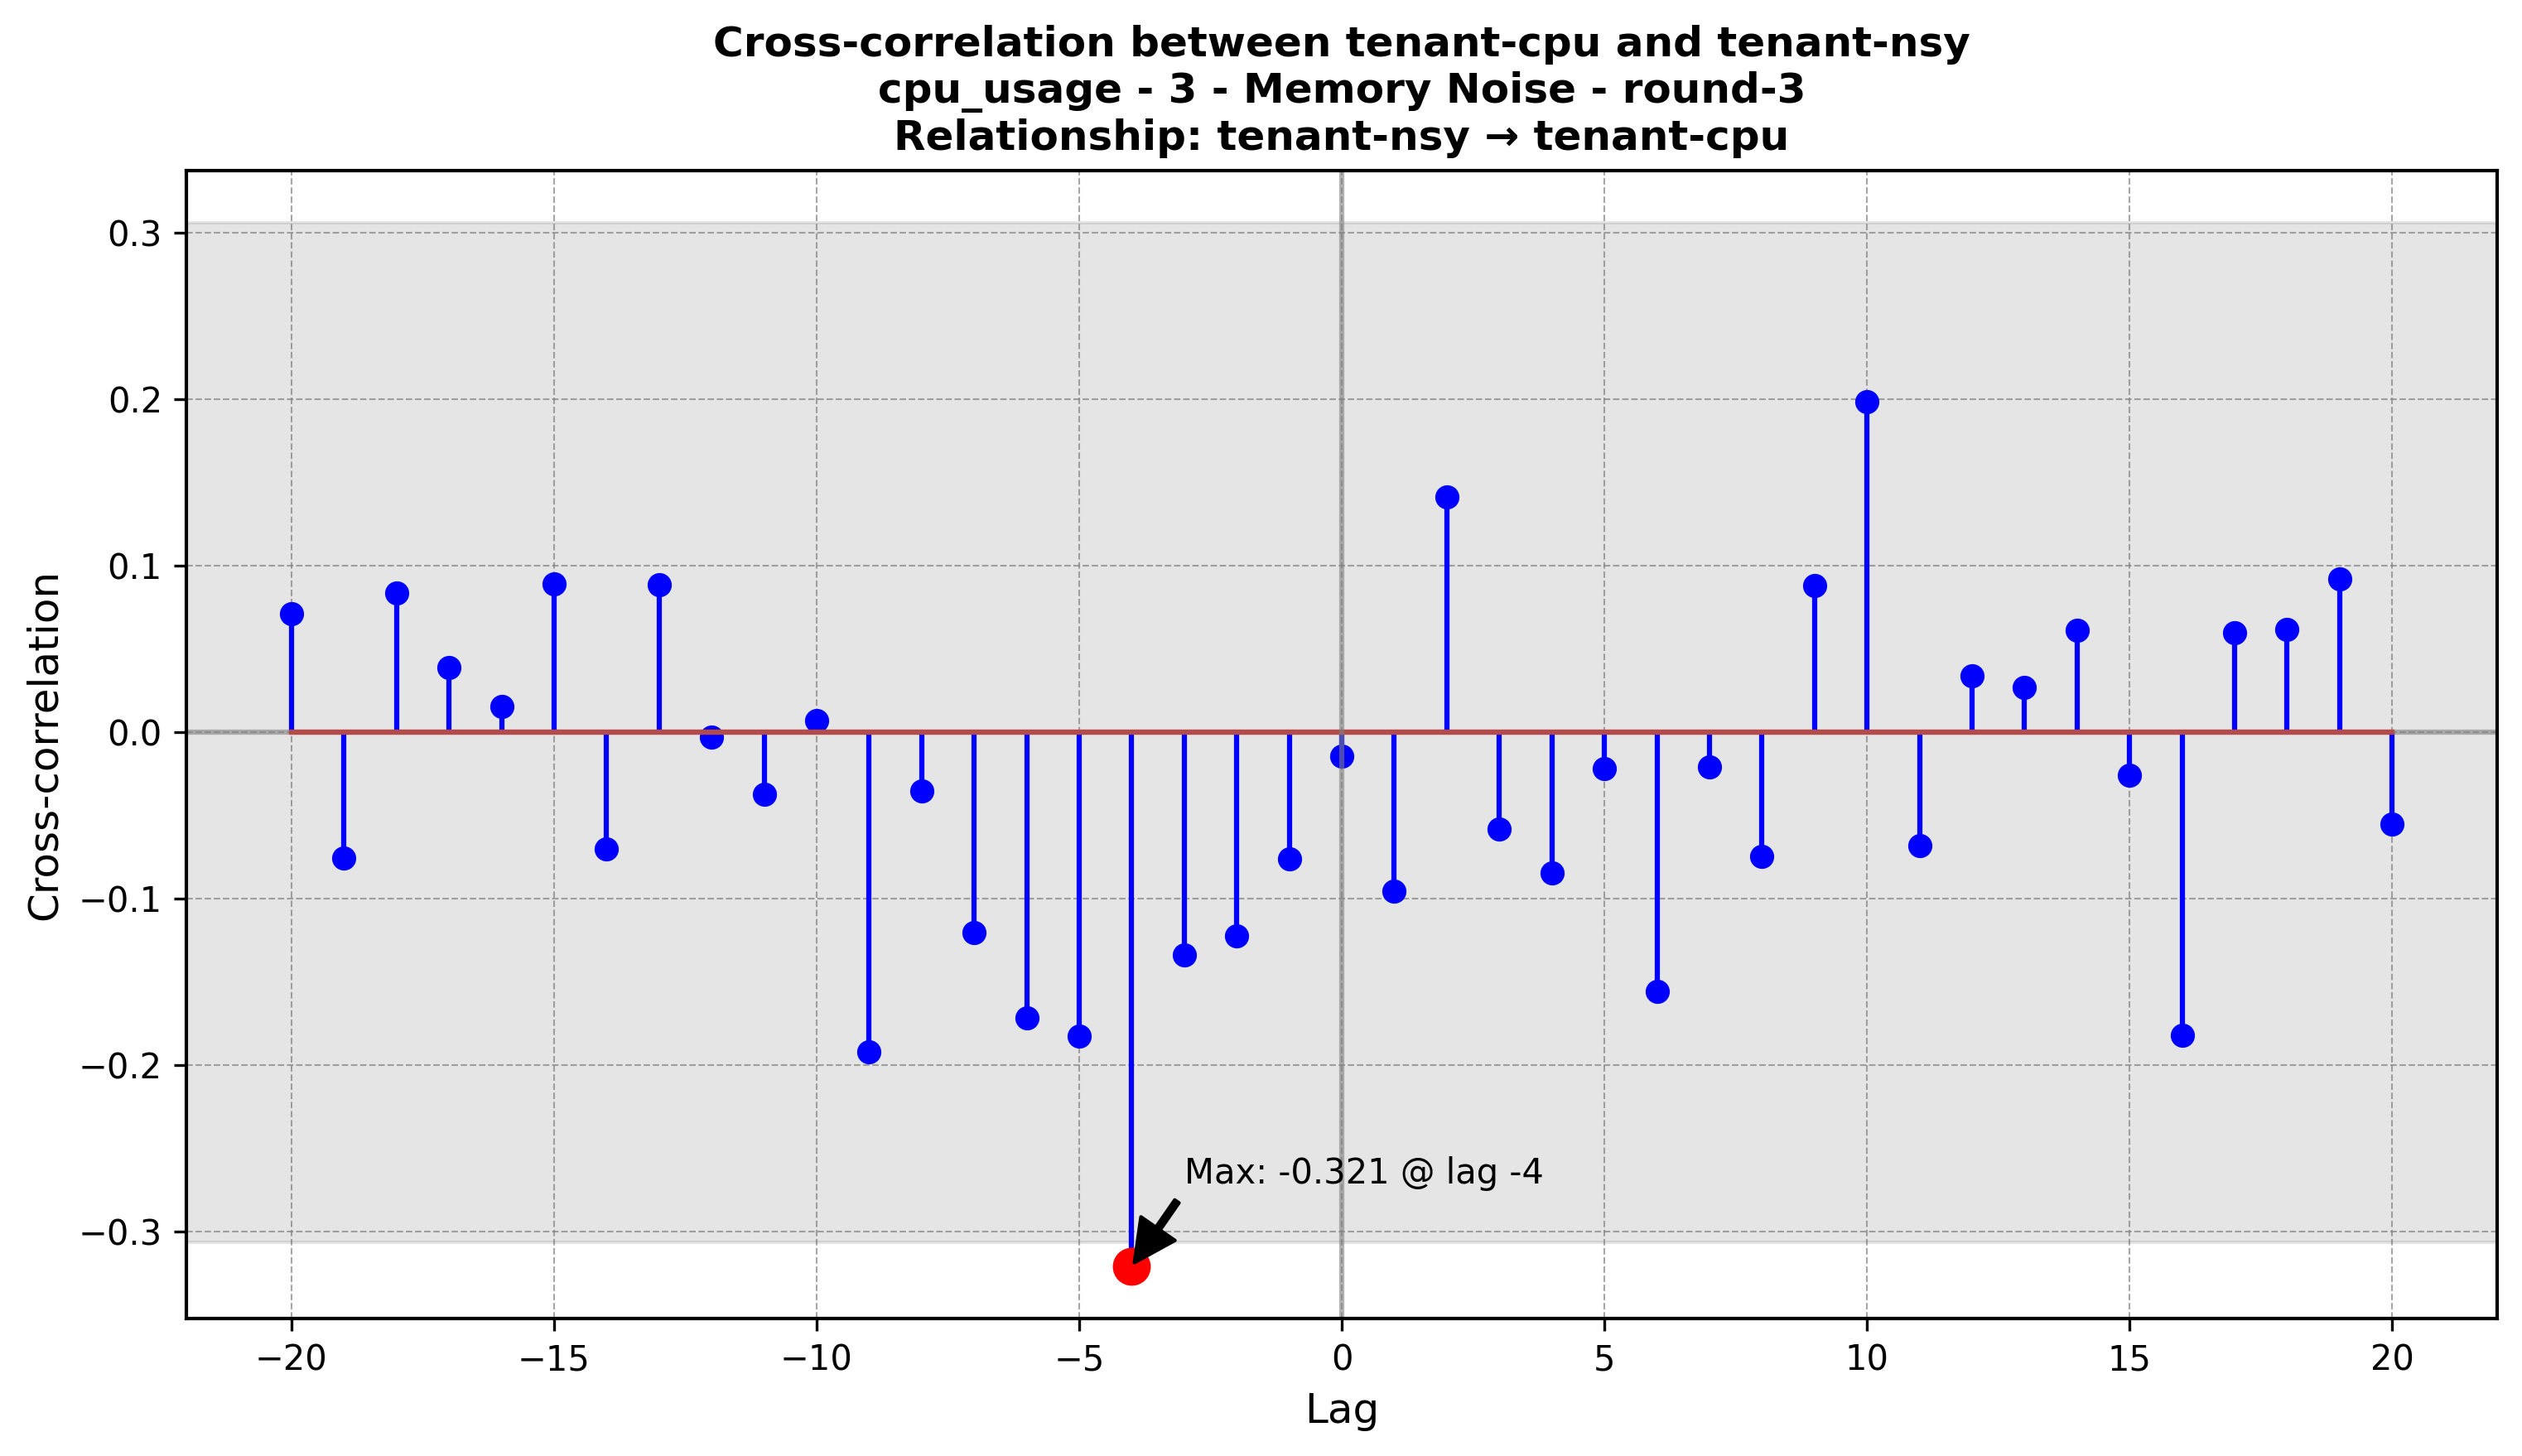 Cross-correlation between tenant-cpu and tenant-nsy
cpu_usage - 3 - Memory Noise - round-3
Relationship: tenant-nsy → tenant-cpu
Cross-correlation
0.3
0.2
0.1
0.0
−0.1
−0.2
−0.3
Max: -0.321 @ lag -4
−20
−15
−10
−5
0
5
10
15
20
Lag